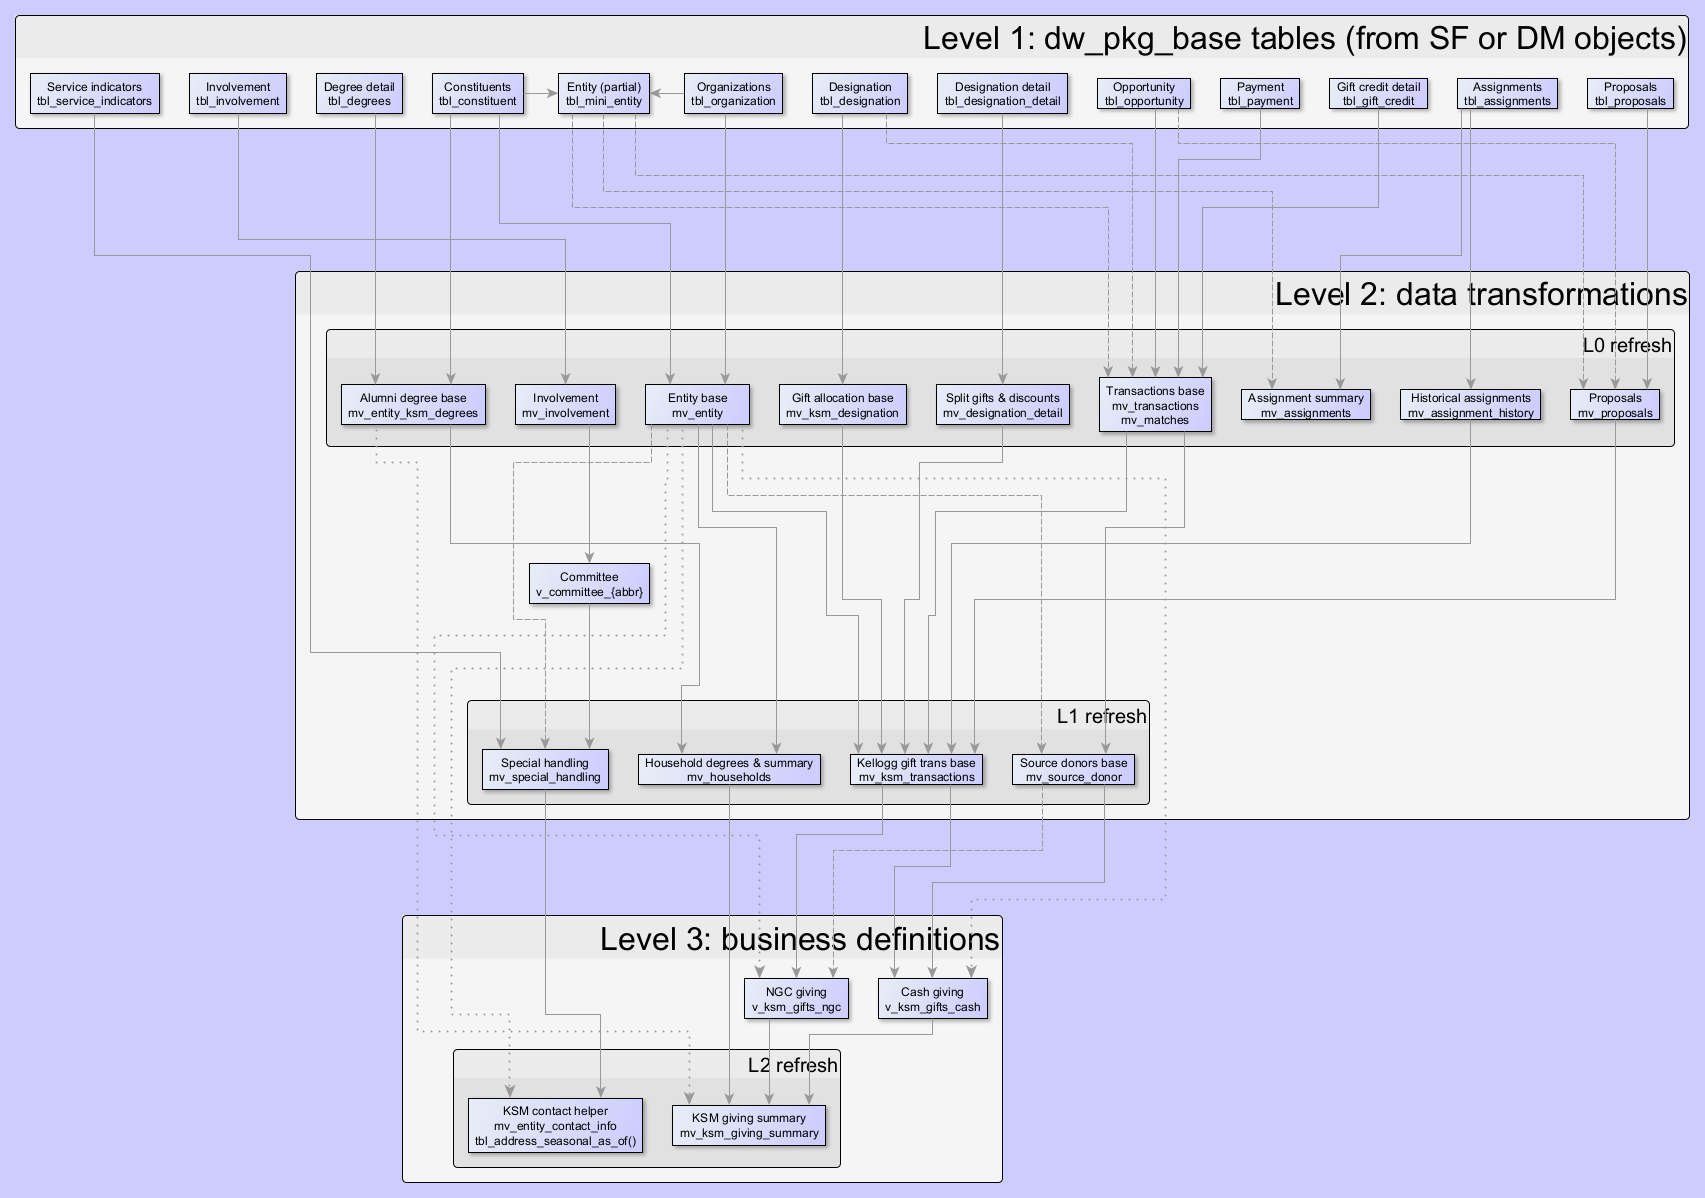 Level 1: dw_pkg_base tables (from SF or DM objects)
Service indicators
tbl_service_indicators
Involvement
tbl_involvement
Degree detail
tbl_degrees
Constituents
tbl_constituent
Entity (partial)
tbl_mini_entity
Organizations
tbl_organization
Designation
tbl_designation
Designation detail
tbl_designation_detail
Opportunity
tbl_opportunity
Payment
tbl_payment
Gift credit detail
tbl_gift_credit
Assignments
tbl_assignments
Proposals
tbl_proposals
Level 2: data transformations
L0 refresh
Alumni degree base
mv_entity_ksm_degrees
Involvement
mv_involvement
Entity base
mv_entity
Gift allocation base
mv_ksm_designation
Split gifts & discounts
mv_designation_detail
Transactions base
mv_transactions
mv_matches
Assignment summary
mv_assignments
Historical assignments
mv_assignment_history
Proposals
mv_proposals
Committee
v_committee_{abbr}
L1 refresh
Special handling
mv_special_handling
Household degrees & summary
mv_households
Kellogg gift trans base
mv_ksm_transactions
Source donors base
mv_source_donor
Level 3: business definitions
NGC giving
v_ksm_gifts_ngc
Cash giving
v_ksm_gifts_cash
L2 refresh
KSM contact helper
mv_entity_contact_info
tbl_address_seasonal_as_of()
KSM giving summary
mv_ksm_giving_summary